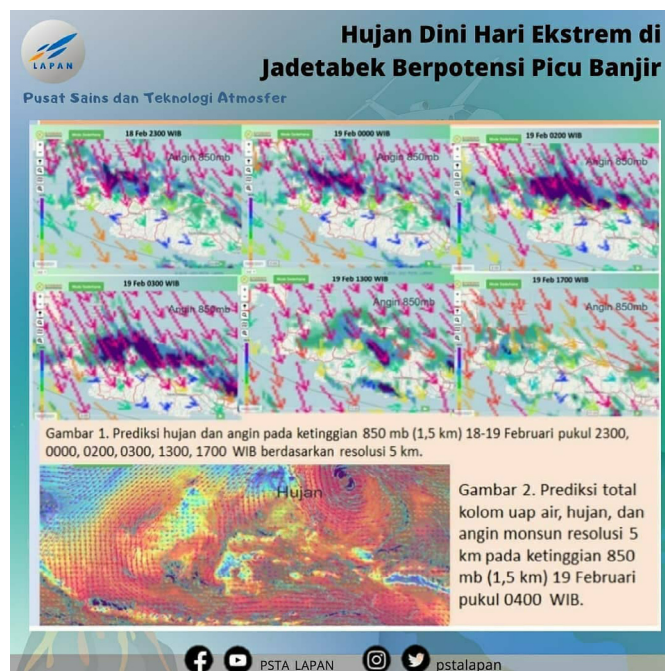 Hujan Dini Hari Ekstrem di
Jadetabek Berpotensi Picu Banjir
LAPAN
Pusat Sains dan Teknologi Atmosfer
18 Feb 2300 WIB
Angin 850mb
19 Feb 0000 WIB
Angin 850mb
19 Feb 0200 WIB
Angin 850mb
19 Feb 0300 WIB
Angin 850mb
19 Feb 1300 WIB
Angin 850mb
19 Feb 1700 WIB
Angin 850mb
Gambar 1. Prediksi hujan dan angin pada ketinggian 850 mb (1,5 km) 18-19 Februari pukul 2300,
0000, 0200, 0300, 1300, 1700 WIB berdasarkan resolusi 5 km.
Hujan
Gambar 2. Prediksi total
kolom uap air, hujan, dan
angin monsun resolusi 5
km pada ketinggian 850
mb (1,5 km) 19 Februari
pukul 0400 WIB.
PSTA_LAPAN
pstalapan